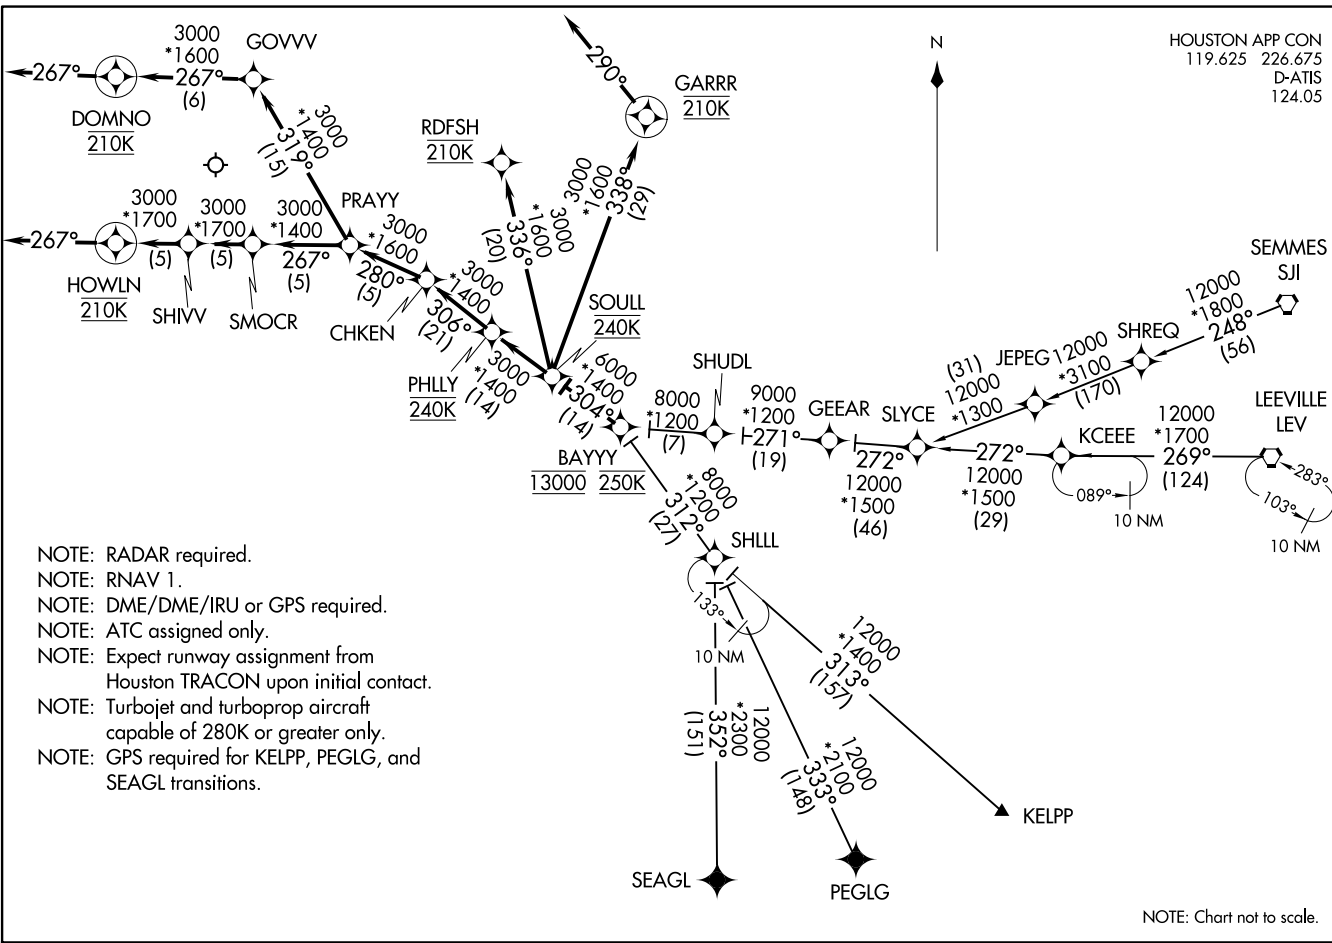 HOUSTON APP CON
119.625 226.675
D-ATIS
124.05
N
3000
*1600
267°
(6)
GOVVV
267°
DOMNO
210K
3000
*1400
319°
(15)
290°
GARRR
210K
RDFSH
210K
3000
*1600
336°
(20)
3000
*1600
338°
(29)
3000
*1700
(5)
3000
*1700
(5)
3000
*1400
267°
(5)
PRAYY
267°
HOWLN
210K
SHIVV
SMOCR
3000
*1600
280°
(5)
CHKEN
3000
*1400
306°
(21)
PHLLY
240K
3000
*1400
(14)
SOULL
240K
6000
*1400
304°
(14)
BAYYY
13000 250K
SHUDL
8000
*1200
(7)
9000
*1200
271°
(19)
GEEAR
SLYCE
272°
12000
*1500
(46)
272°
12000
*1500
(29)
(31)
12000
*1300
JEPEG
12000
*3100
(170)
SHREQ
12000
*1800
248°
(56)
SEMMES
SJI
KCEEE
089°
10 NM
12000
*1700
269°
(124)
LEEVILLE
LEV
283°
103°
10 NM
8000
*1200
312°
(27)
SHLLL
133°
10 NM
12000
*1400
313°
(157)
KELPP
12000
*2100
333°
(148)
PEGLG
12000
*2300
352°
(151)
SEAGL
NOTE: RADAR required.
NOTE: RNAV 1.
NOTE: DME/DME/IRU or GPS required.
NOTE: ATC assigned only.
NOTE: Expect runway assignment from
Houston TRACON upon initial contact.
NOTE: Turbojet and turboprop aircraft
capable of 280K or greater only.
NOTE: GPS required for KELPP, PEGLG, and
SEAGL transitions.
NOTE: Chart not to scale.